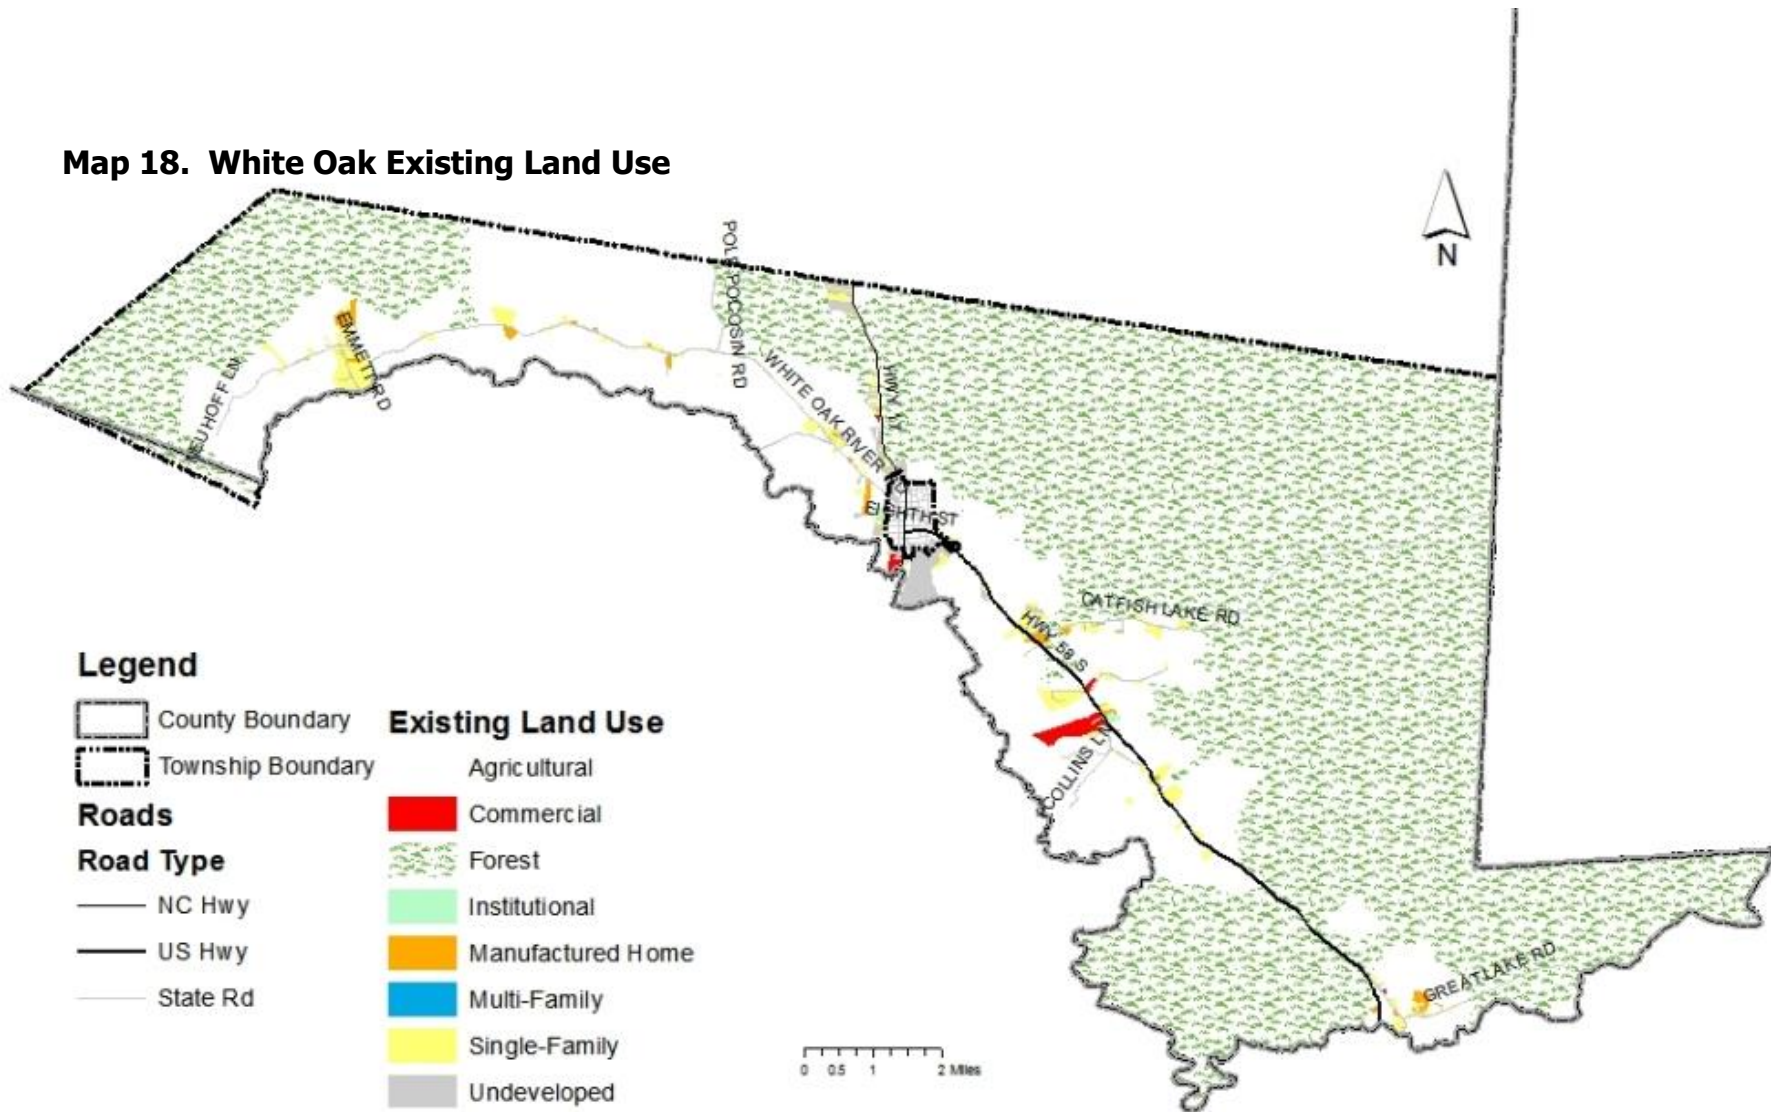 Map 18. White Oak Existing Land Use
N
EMMETT RD
WHITE OAK RIVER RD
EIGHTH ST
CATFISH LAKE RD
HWY 58 S
COLLINS LN
GREAT LAKE RD
Legend
County Boundary
Township Boundary
Roads
Road Type
NC Hwy
US Hwy
State Rd
Existing Land Use
Agricultural
Commercial
Forest
Institutional
Manufactured Home
Multi-Family
Single-Family
Undeveloped
0 0.5 1 2 Miles
POCOSIN RD
HWY